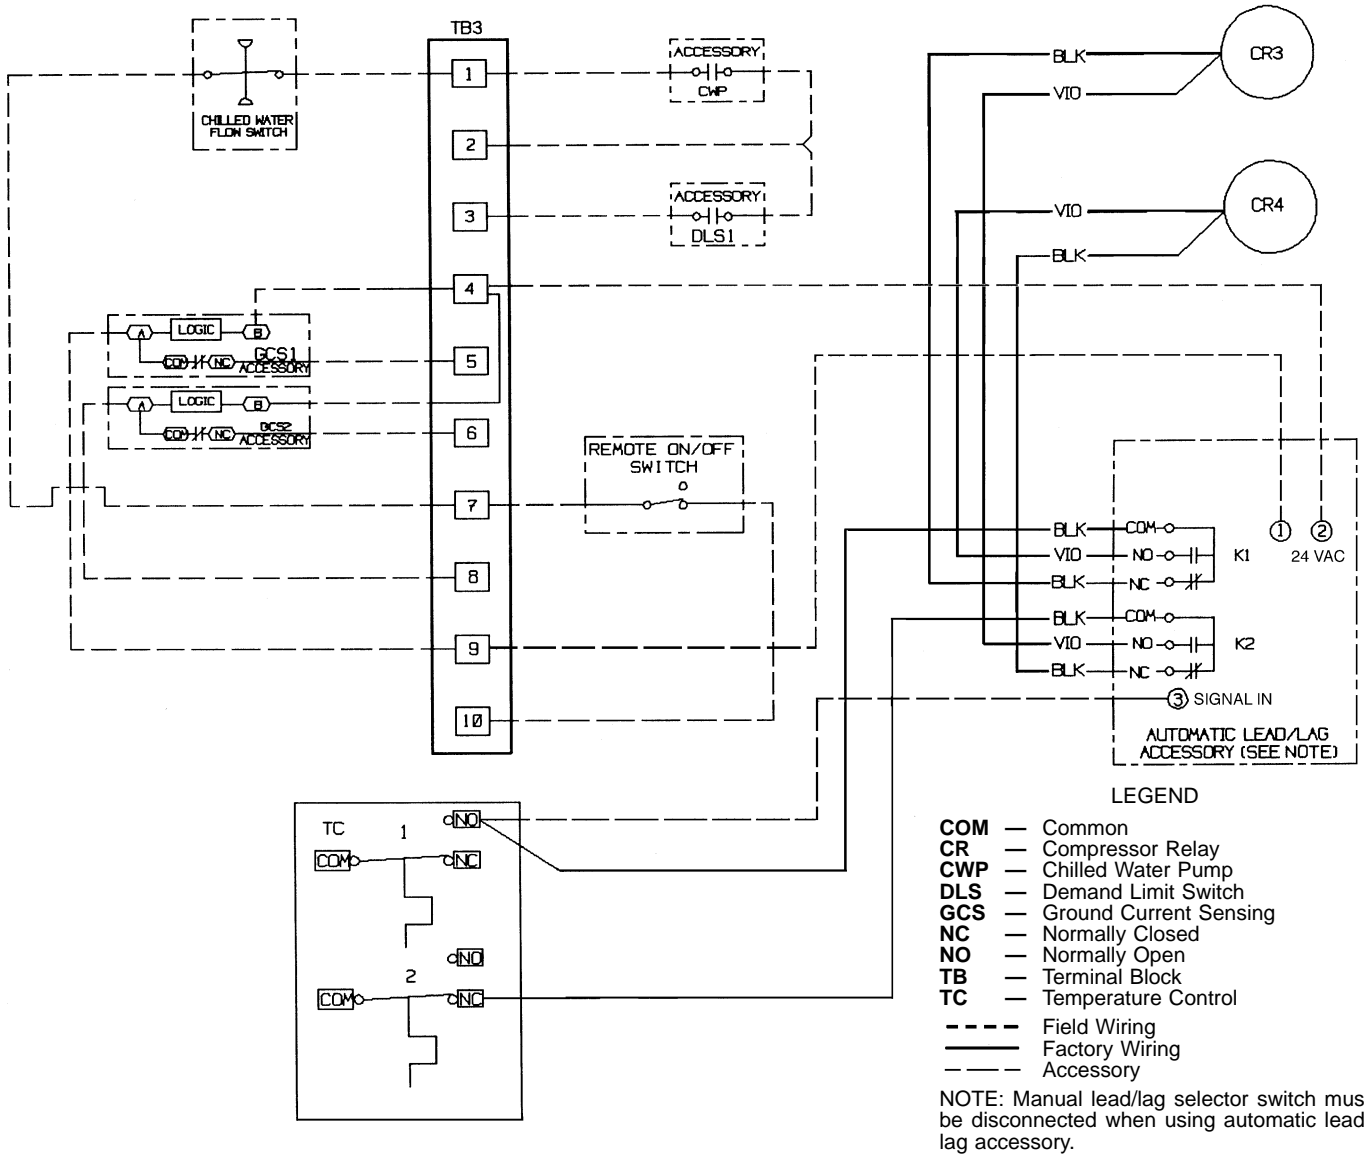 TB3
1
2
3
4
5
6
7
8
9
10
CHILLED WATER
FLOW SWITCH
ACCESSORY
CWP
ACCESSORY
DLS1
BLK
VIO
CR3
VIO
BLK
CR4
A
LOGIC
B
GCS1
COM
NC
ACCESSORY
A
LOGIC
B
GCS2
COM
NC
ACCESSORY
REMOTE ON/OFF
SWITCH
BLK
COM
VIO
NO
K1
BLK
NC
1
2
24 VAC
BLK
COM
VIO
NO
K2
BLK
NC
3 SIGNAL IN
AUTOMATIC LEAD/LAG
ACCESSORY (SEE NOTE)
TC
1
NO
COM
NC
2
NO
COM
NC
LEGEND
COM — Common
CR — Compressor Relay
CWP — Chilled Water Pump
DLS — Demand Limit Switch
GCS — Ground Current Sensing
NC — Normally Closed
NO — Normally Open
TB — Terminal Block
TC — Temperature Control
Field Wiring
Factory Wiring
Accessory
NOTE: Manual lead/lag selector switch mus
be disconnected when using automatic lead
lag accessory.